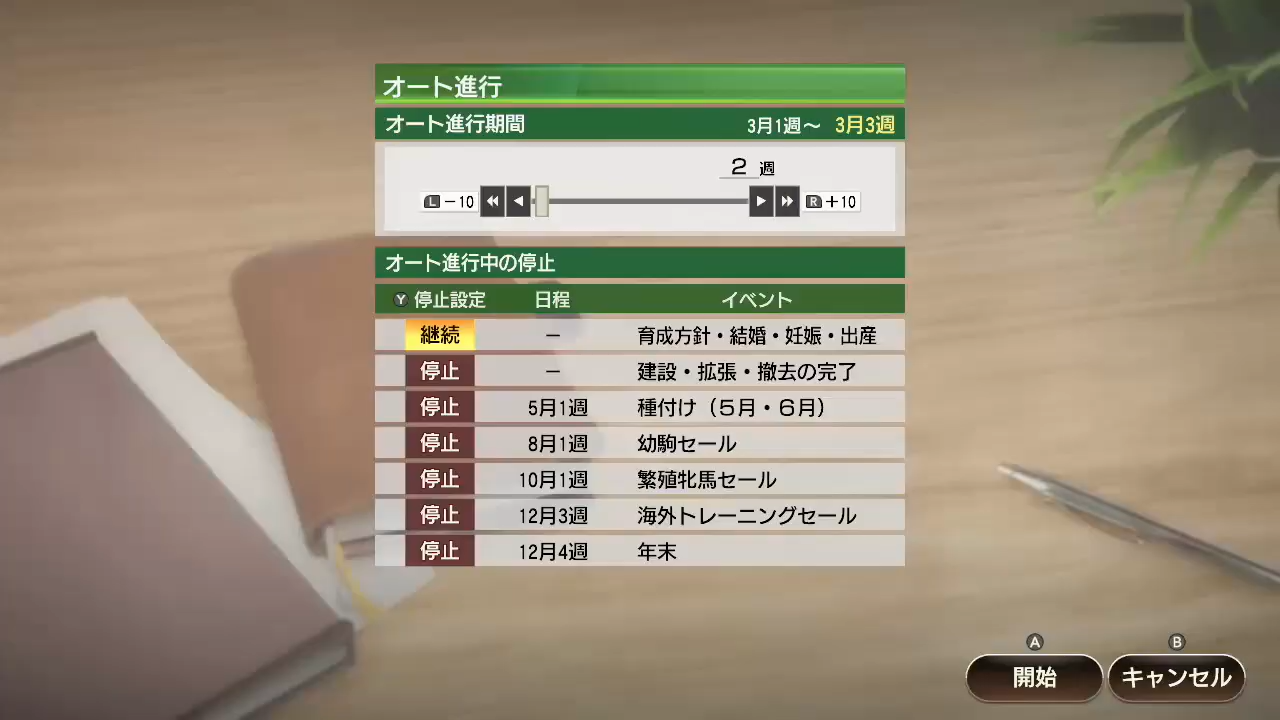 オート進行
オート進行期間 3月1週～ 3月3週
2 週
L －10 R ＋10
オート進行中の停止
Y 停止設定 日程 イベント
継続 － 育成方針・結婚・妊娠・出産
停止 － 建設・拡張・撤去の完了
停止 5月1週 種付け（５月・６月）
停止 8月1週 幼駒セール
停止 10月1週 繁殖牝馬セール
停止 12月3週 海外トレーニングセール
停止 12月4週 年末
A B
開始 キャンセル